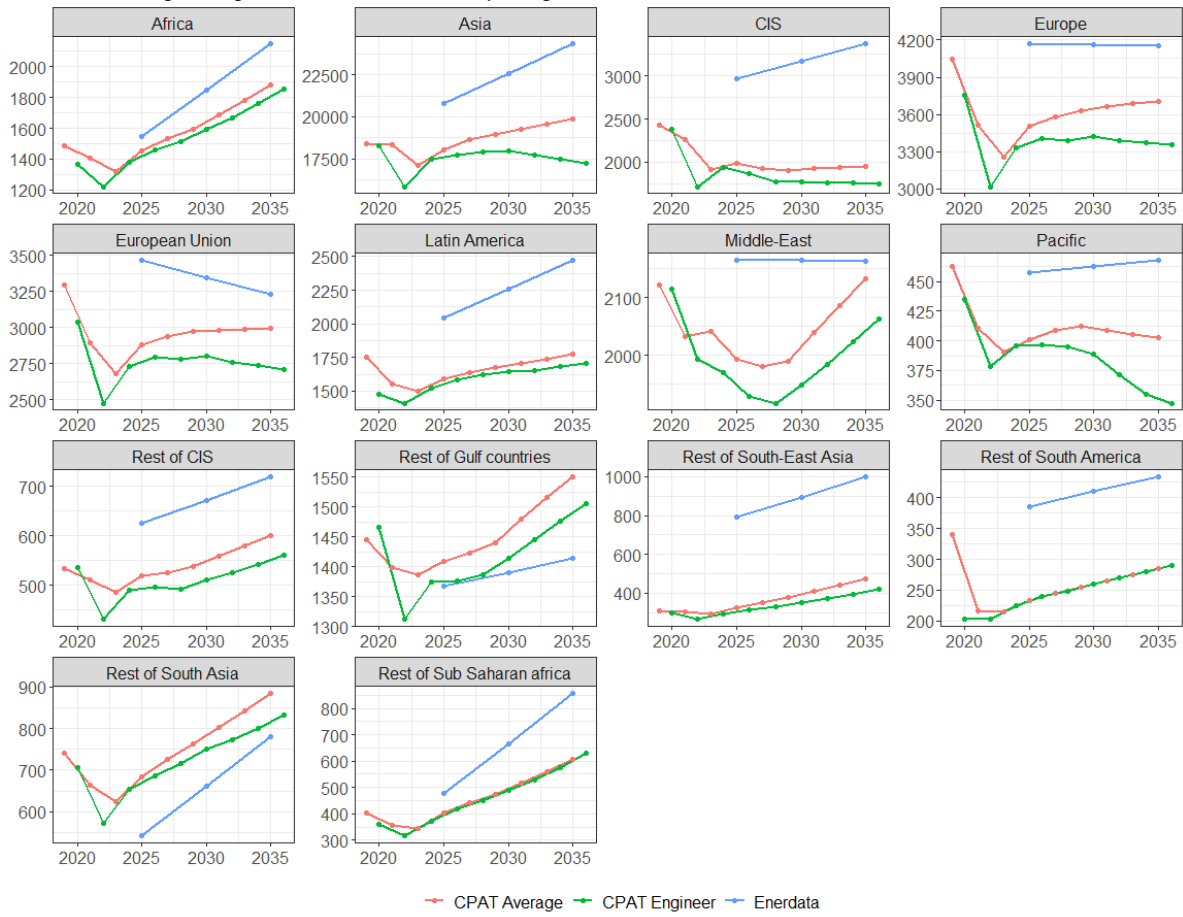 Africa
Asia
CIS
Europe
2000
1800
1600
1400
1200
22500
20000
17500
3000
2500
2000
4200
3900
3600
3300
3000
2020 2025 2030 2035
2020 2025 2030 2035
2020 2025 2030 2035
2020 2025 2030 2035
European Union
Latin America
Middle-East
Pacific
3500
3250
3000
2750
2500
2500
2250
2000
1750
1500
2100
2000
450
425
400
375
350
2020 2025 2030 2035
2020 2025 2030 2035
2020 2025 2030 2035
2020 2025 2030 2035
Rest of CIS
Rest of Gulf countries
Rest of South-East Asia
Rest of South America
700
600
500
1550
1500
1450
1400
1350
1300
1000
800
600
400
400
350
300
250
200
2020 2025 2030 2035
2020 2025 2030 2035
Rest of South Asia
Rest of Sub Saharan africa
900
800
700
600
800
700
600
500
400
300
2020 2025 2030 2035
2020 2025 2030 2035
2020 2025 2030 2035
2020 2025 2030 2035
CPAT Average CPAT Engineer Enerdata